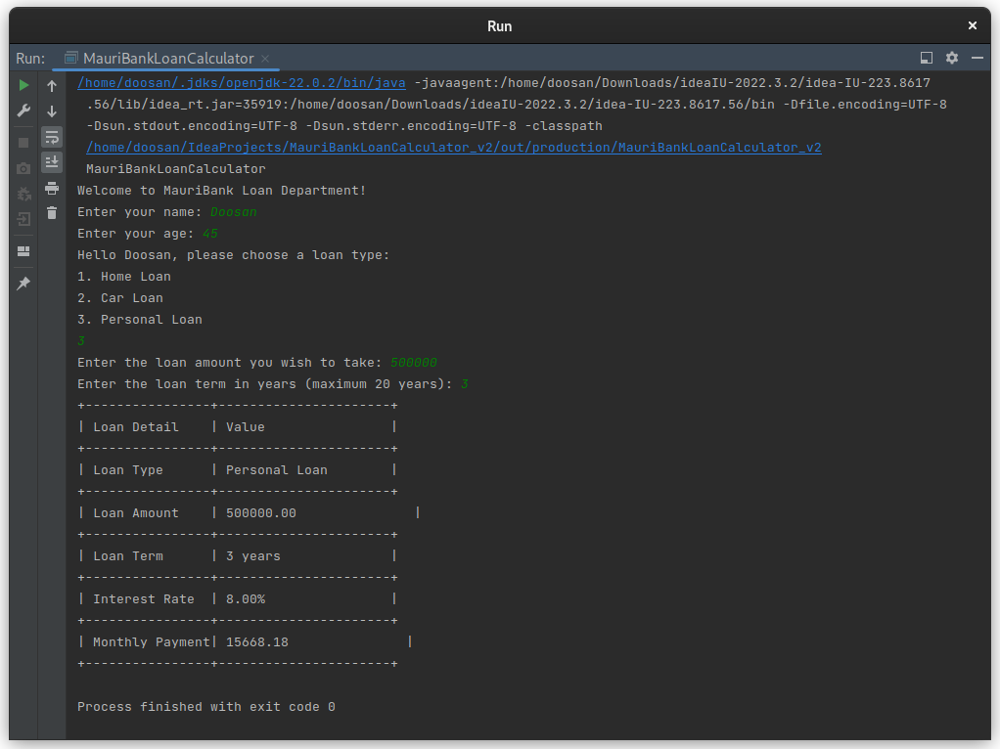 Run
Run: MauriBankLoanCalculator
/home/doosan/.jdks/openjdk-22.0.2/bin/java -javaagent:/home/doosan/Downloads/ideaIU-2022.3.2/idea-IU-223.8617
.56/lib/idea_rt.jar=35919:/home/doosan/Downloads/ideaIU-2022.3.2/idea-IU-223.8617.56/bin -Dfile.encoding=UTF-8
-Dsun.stdout.encoding=UTF-8 -Dsun.stderr.encoding=UTF-8 -classpath
/home/doosan/IdeaProjects/MauriBankLoanCalculator_v2/out/production/MauriBankLoanCalculator_v2
MauriBankLoanCalculator
Welcome to MauriBank Loan Department!
Enter your name: Doosan
Enter your age: 45
Hello Doosan, please choose a loan type:
1. Home Loan
2. Car Loan
3. Personal Loan
3
Enter the loan amount you wish to take: 500000
Enter the loan term in years (maximum 20 years): 3
+----------------+----------------------+
| Loan Detail    | Value                |
+----------------+----------------------+
| Loan Type      | Personal Loan        |
+----------------+----------------------+
| Loan Amount    | 500000.00               |
+----------------+----------------------+
| Loan Term      | 3 years              |
+----------------+----------------------+
| Interest Rate  | 8.00%                |
+----------------+----------------------+
| Monthly Payment| 15668.18               |
+----------------+----------------------+
Process finished with exit code 0